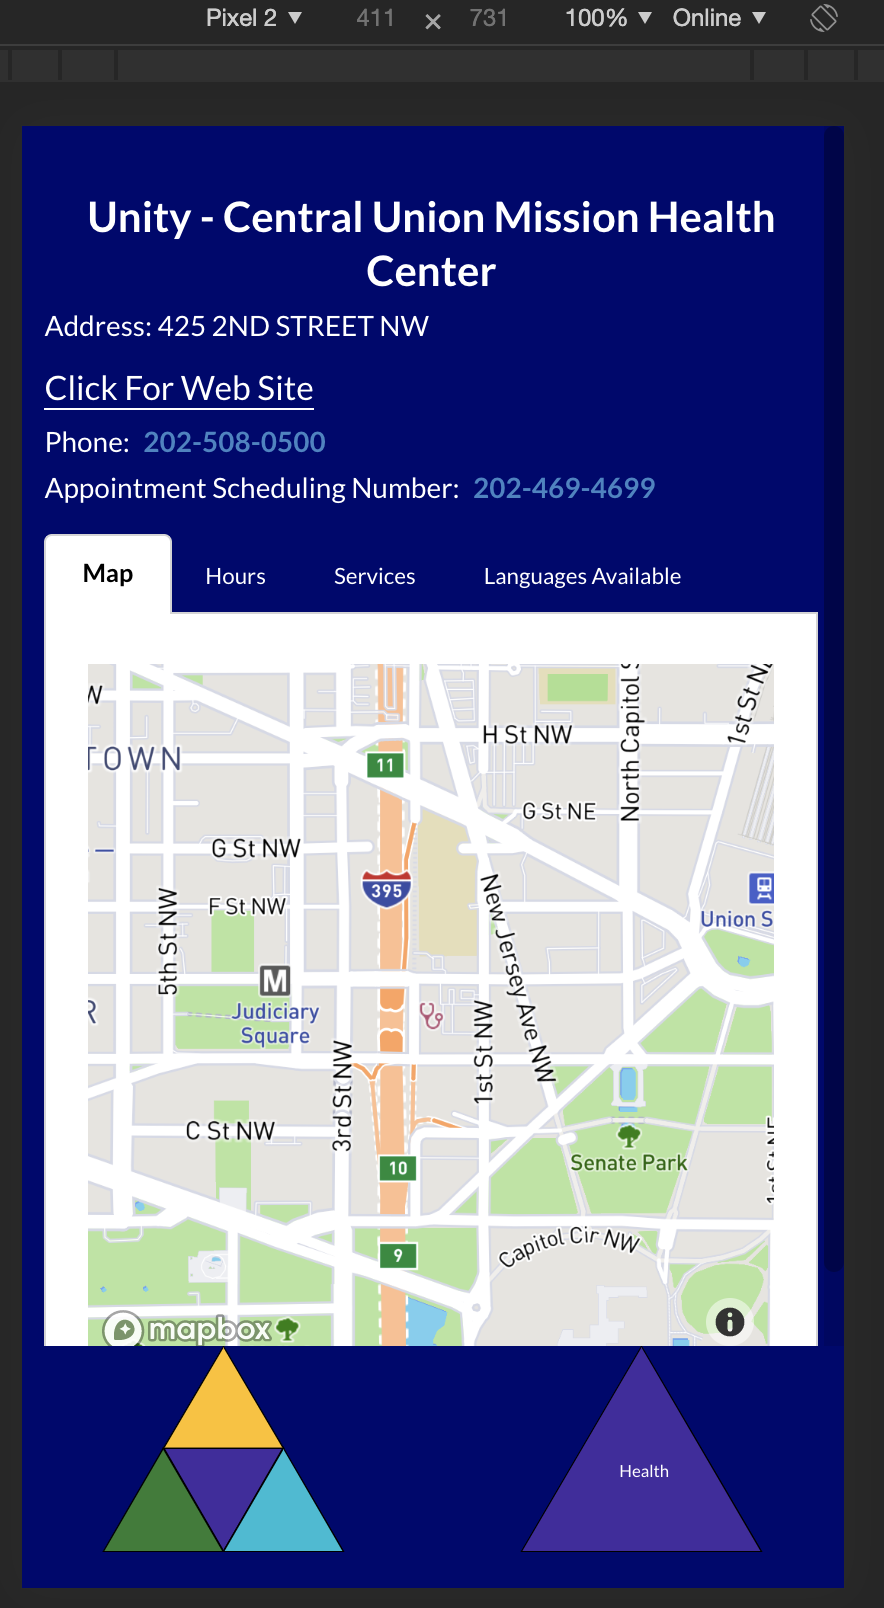 Pixel 2 ▼ 411 × 731 100% ▼ Online ▼
Unity - Central Union Mission Health
Center
Address: 425 2ND STREET NW
Click For Web Site
Phone: 202-508-0500
Appointment Scheduling Number: 202-469-4699
Map Hours Services Languages Available
W
TOWN
H St NW
North Capitol S
1st St N
11
G St NE
G St NW
395
F St NW
5th St NW
New Jersey Ave NW
Union S
M
Judiciary
Square
R
1st St NW
3rd St NW
C St NW
10
Senate Park
1st St NE
9
Capitol Cir NW
mapbox
i
Health